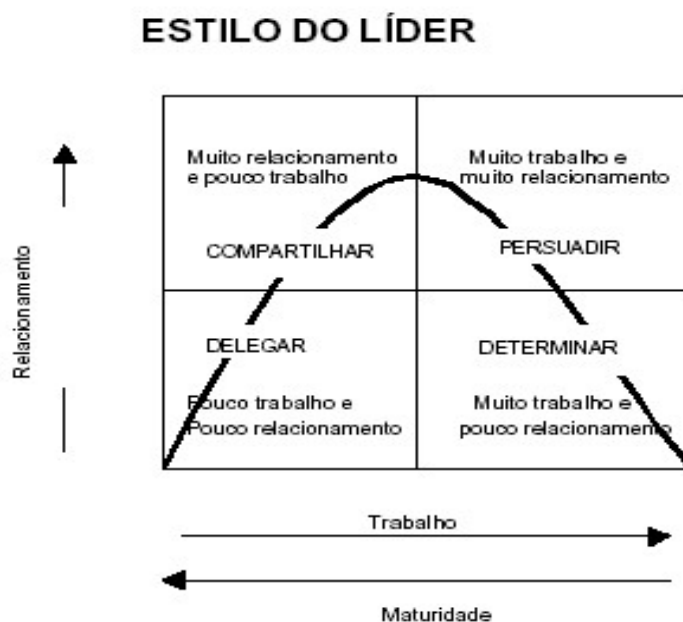 ESTILO DO LÍDER
Muito relacionamento
e pouco trabalho
Muito trabalho e
muito relacionamento
COMPARTILHAR
PERSUADIR
Relacionamento
DELEGAR
DETERMINAR
Pouco trabalho e
Pouco relacionamento
Muito trabalho e
pouco relacionamento
Trabalho
Maturidade